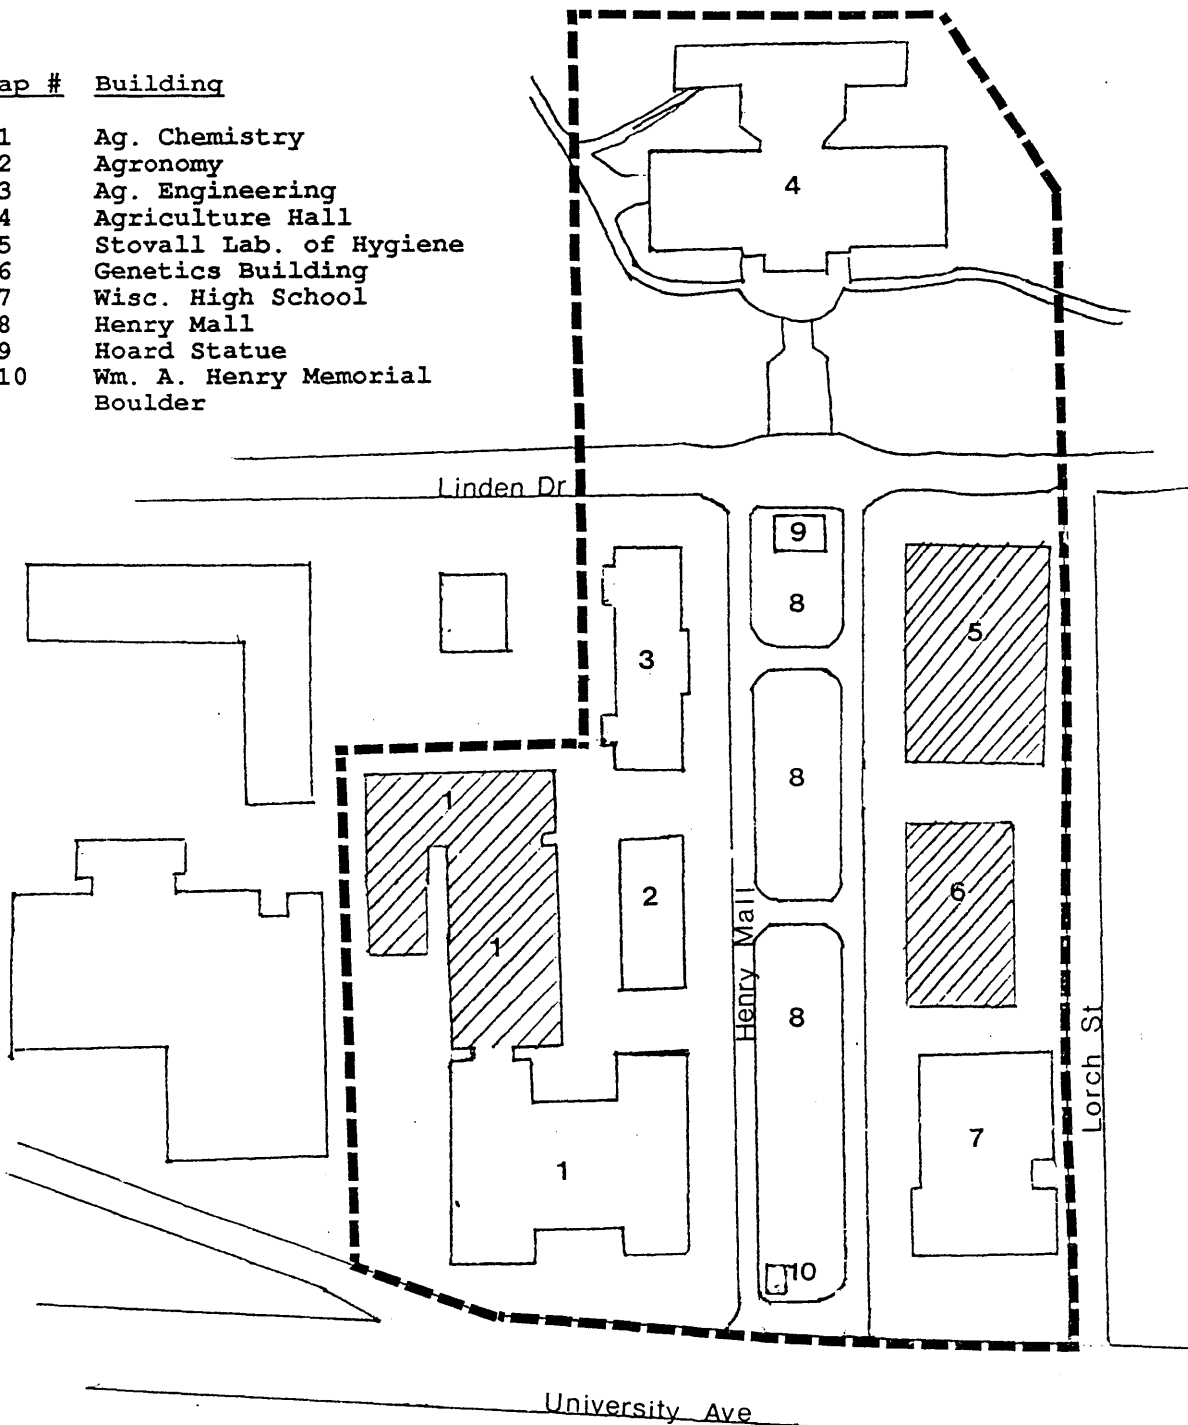 ap # Building
1 Ag. Chemistry
2 Agronomy
3 Ag. Engineering
4 Agriculture Hall
5 Stovall Lab. of Hygiene
6 Genetics Building
7 Wisc. High School
8 Henry Mall
9 Hoard Statue
10 Wm. A. Henry Memorial
Boulder
4
Linden Dr
9
8
5
3
8
1
2
6
1
Henry Mall
8
Lorch St
7
1
10
University Ave